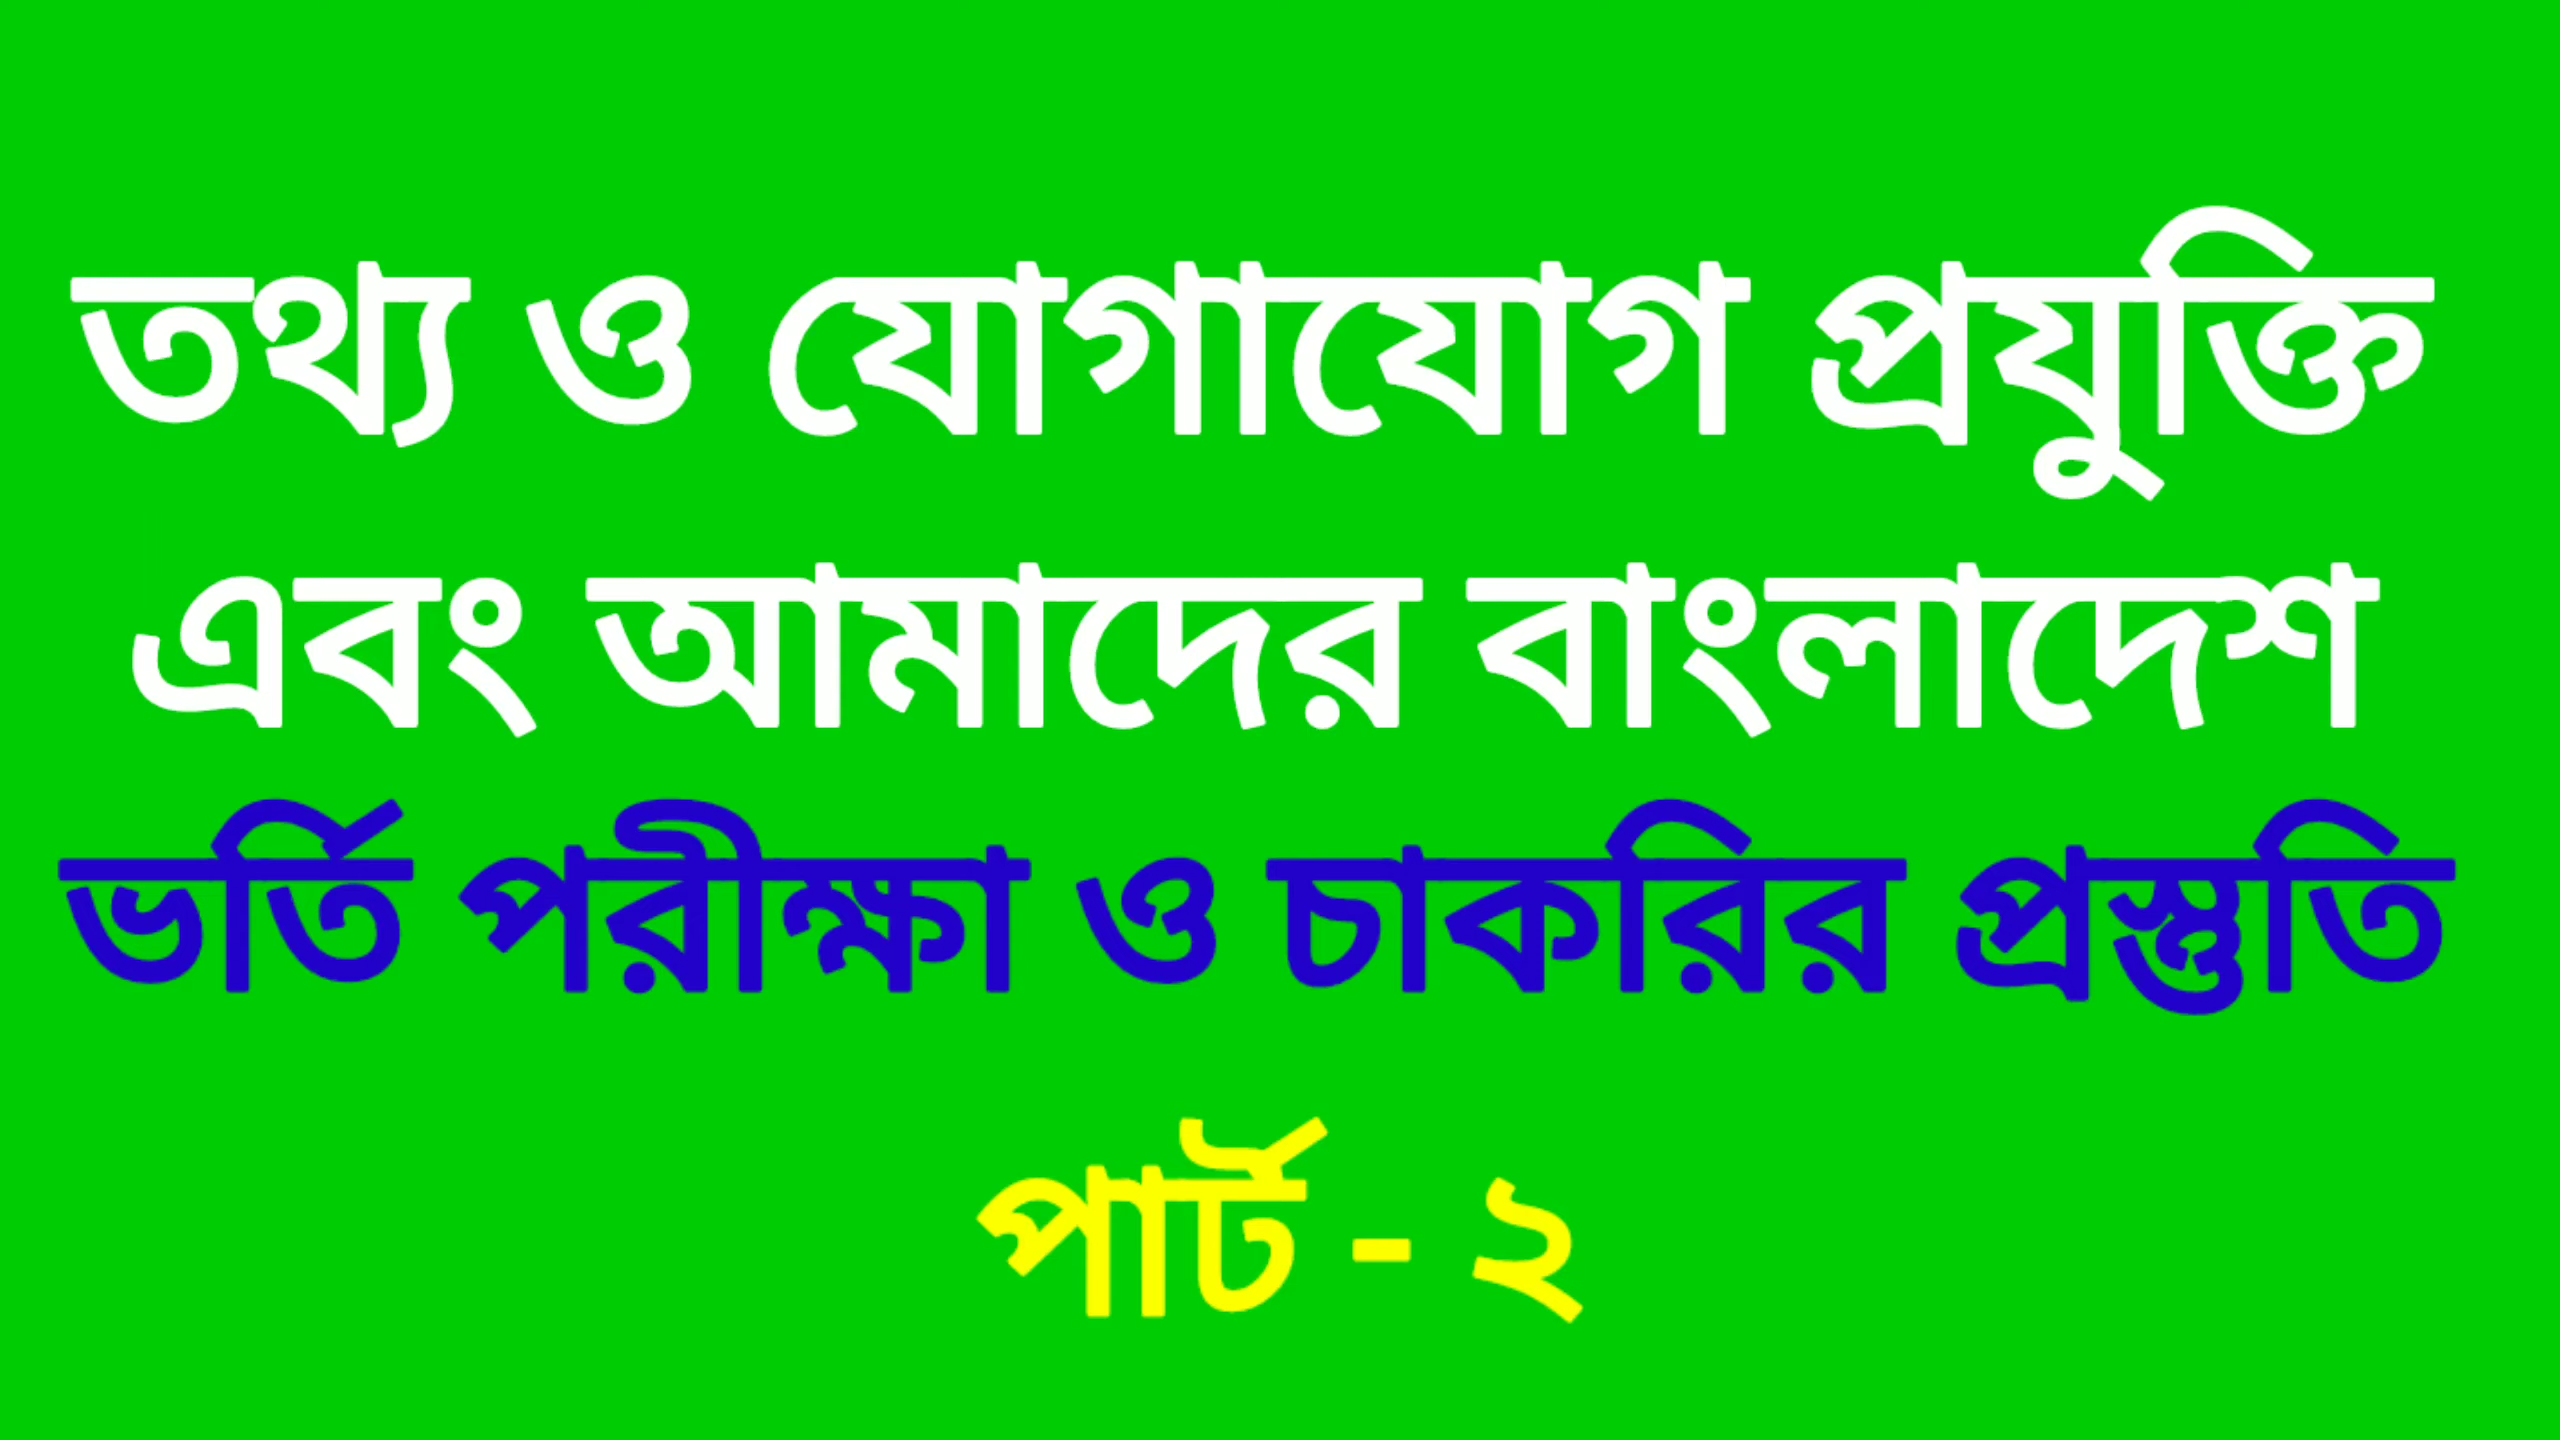 তথ্য ও যোগাযোগ প্রযুক্তি
এবং আমাদের বাংলাদেশ
ভর্তি পরীক্ষা ও চাকরির প্রস্তুতি
পার্ট - ২